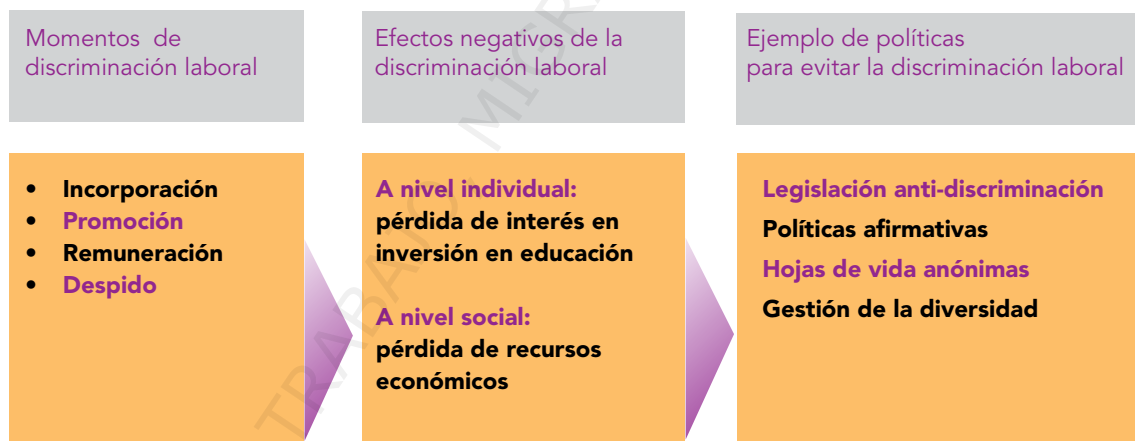 Momentos de
discriminación laboral
Efectos negativos de la
discriminación laboral
Ejemplo de políticas
para evitar la discriminación laboral
• Incorporación
• Promoción
• Remuneración
• Despido
A nivel individual:
pérdida de interés en
inversión en educación
A nivel social:
pérdida de recursos
económicos
Legislación anti-discriminación
Políticas afirmativas
Hojas de vida anónimas
Gestión de la diversidad